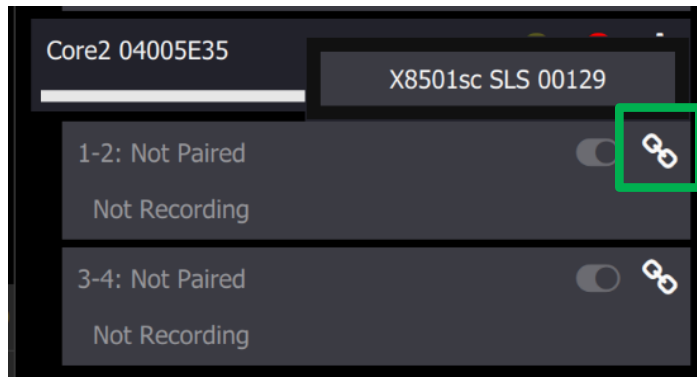 Core2 04005E35
X8501sc SLS 00129
1-2: Not Paired
Not Recording
3-4: Not Paired
Not Recording